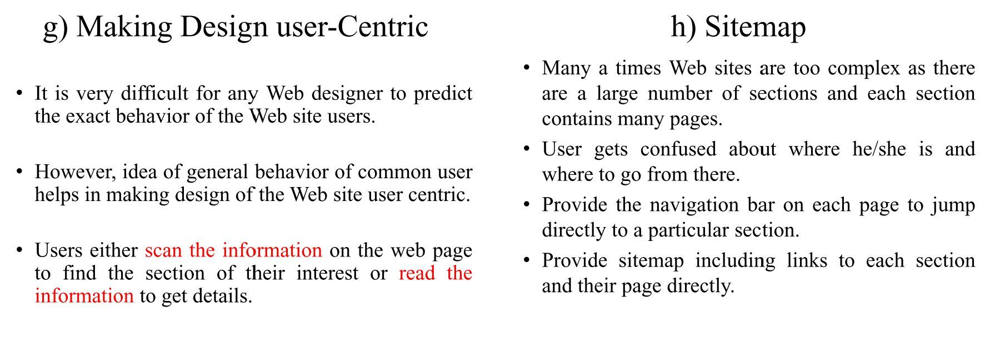 g) Making Design user-Centric
• It is very difficult for any Web designer to predict
the exact behavior of the Web site users.
• However, idea of general behavior of common user
helps in making design of the Web site user centric.
• Users either scan the information on the web page
to find the section of their interest or read the
information to get details.
h) Sitemap
• Many a times Web sites are too complex as there
are a large number of sections and each section
contains many pages.
• User gets confused about where he/she is and
where to go from there.
• Provide the navigation bar on each page to jump
directly to a particular section.
• Provide sitemap including links to each section
and their page directly.